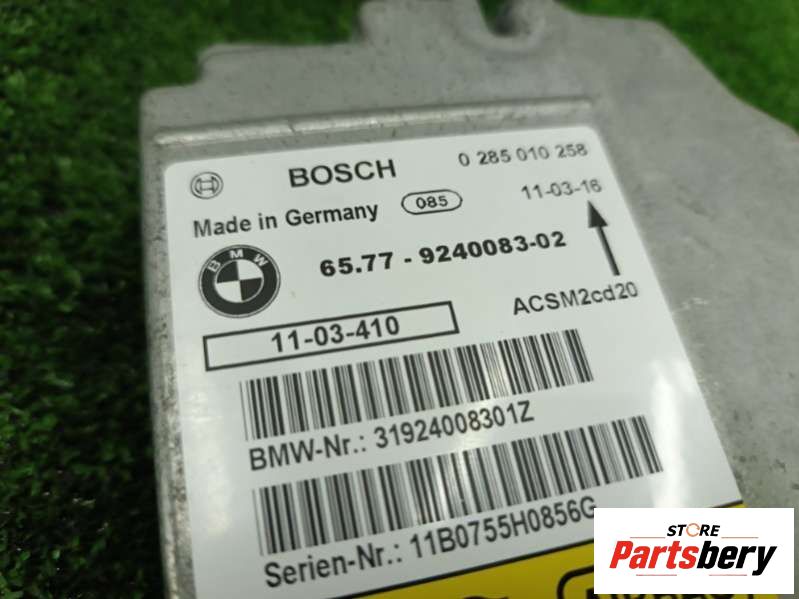 BOSCH 0 285 010 258
Made in Germany 085 11-03-16
BMW
65.77 - 9240083-02
ACSM2cd20
11-03-410
BMW-Nr.: 31924008301Z
Serien-Nr.: 11B0755H0856G
STORE
Partsbery